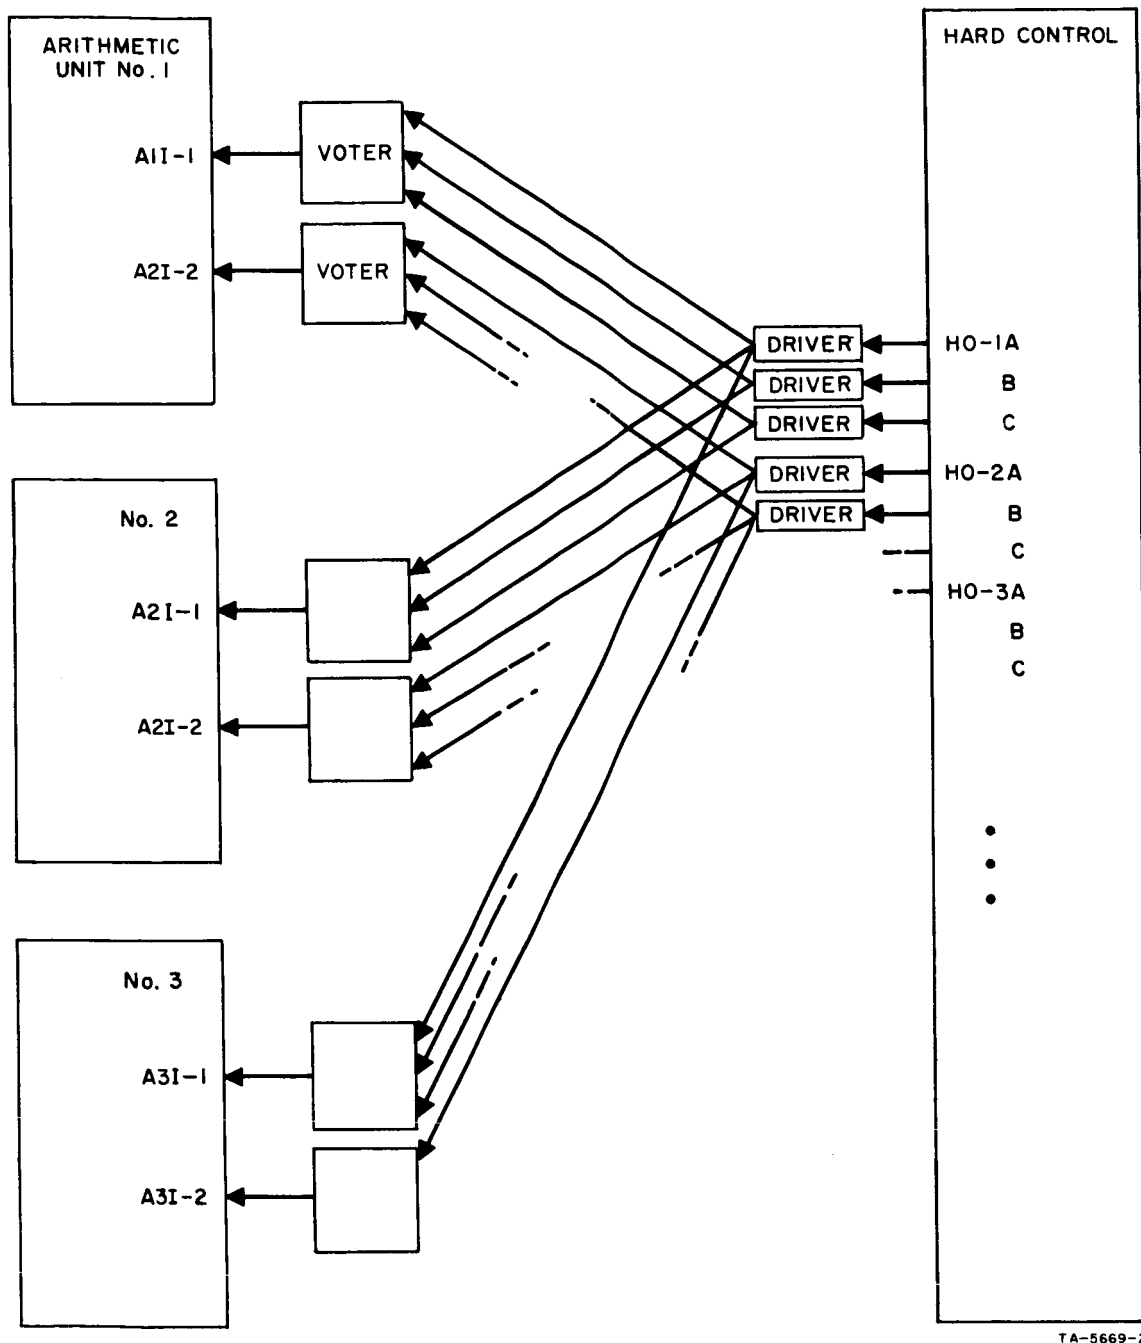 ARITHMETIC
UNIT No. 1
A1I-1
A2I-2
VOTER
VOTER
No. 2
A2I-1
A2I-2
No. 3
A3I-1
A3I-2
DRIVER
DRIVER
DRIVER
DRIVER
DRIVER
HARD CONTROL
HO-1A
B
C
HO-2A
B
C
HO-3A
B
C